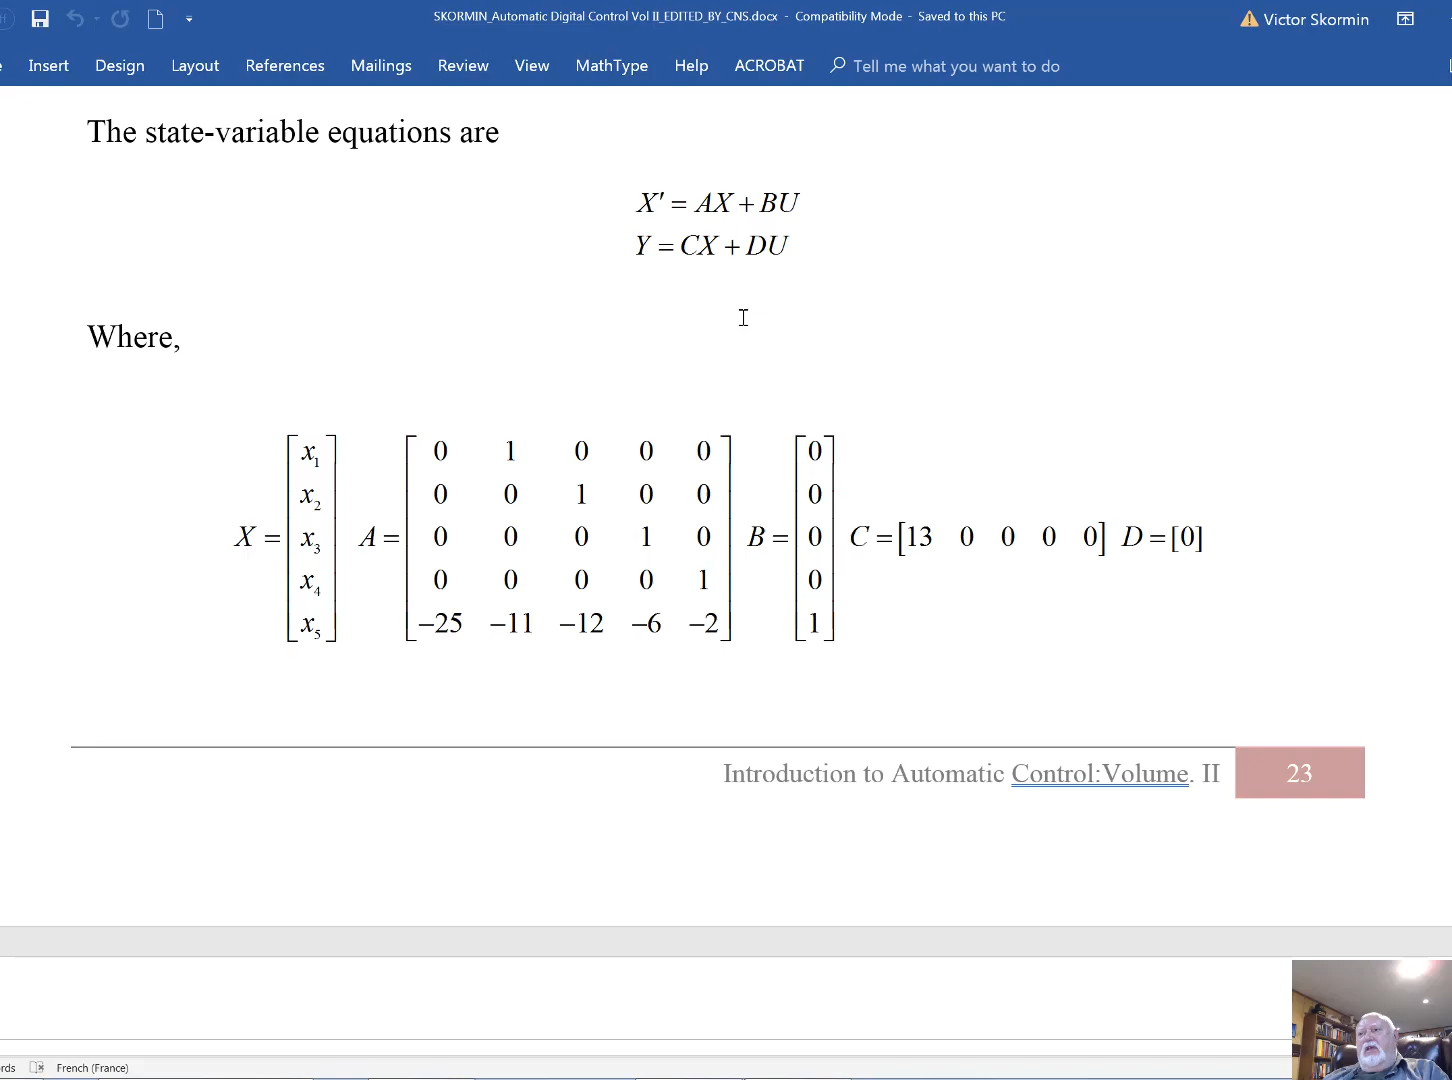 SKORMIN_Automatic Digital Control Vol II_EDITED_BY_CNS.docx - Compatibility Mode - Saved to this PC
Victor Skormin
Insert Design Layout References Mailings Review View MathType Help ACROBAT Tell me what you want to do
The state-variable equations are
X′ = AX + BU
Y = CX + DU
Where,
X = [x₁ x₂ x₃ x₄ x₅] A = [0 1 0 0 0
0 0 1 0 0
0 0 0 1 0
0 0 0 0 1
−25 −11 −12 −6 −2] B = [0 0 0 0 1] C = [13 0 0 0 0] D = [0]
Introduction to Automatic Control:Volume. II 23
French (France)